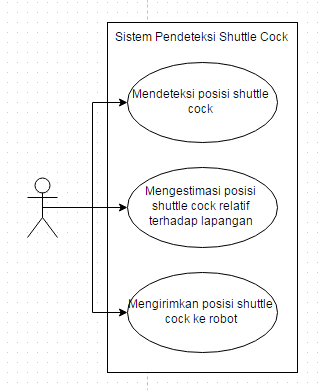 Sistem Pendeteksi Shuttle Cock
Mendeteksi posisi shuttle
cock
Mengestimasi posisi
shuttle cock relatif
terhadap lapangan
Mengirimkan posisi shuttle
cock ke robot